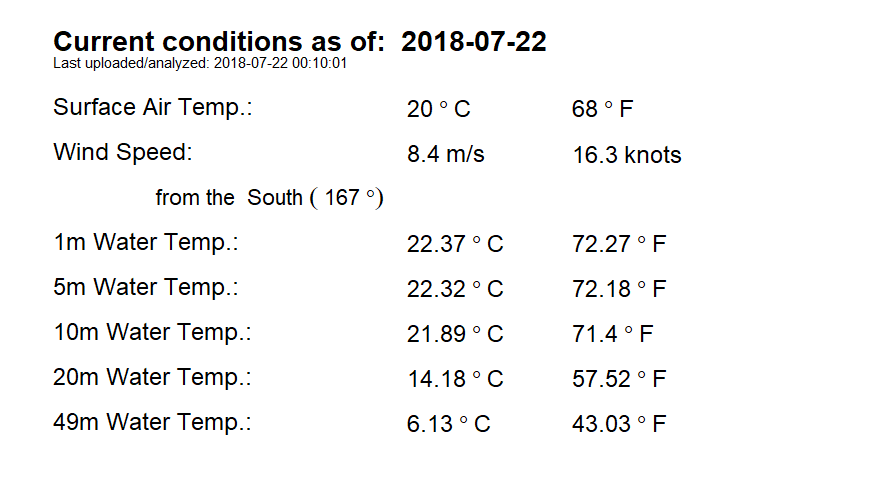 Current conditions as of:  2018-07-22
Last uploaded/analyzed: 2018-07-22 00:10:01
Surface Air Temp.: 20 ° C 68 ° F
Wind Speed: 8.4 m/s 16.3 knots
from the  South ( 167 °)
1m Water Temp.: 22.37 ° C 72.27 ° F
5m Water Temp.: 22.32 ° C 72.18 ° F
10m Water Temp.: 21.89 ° C 71.4 ° F
20m Water Temp.: 14.18 ° C 57.52 ° F
49m Water Temp.: 6.13 ° C 43.03 ° F